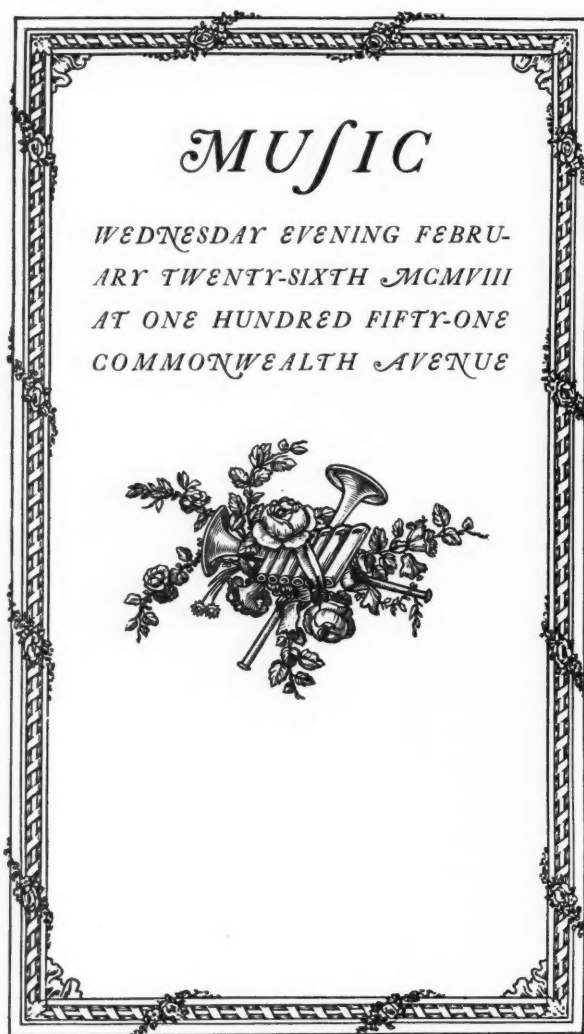 MUſIC
WEDNESDAY EVENING FEBRU-
ARY TWENTY-SIXTH MCMVIII
AT ONE HUNDRED FIFTY-ONE
COMMONWEALTH AVENUE